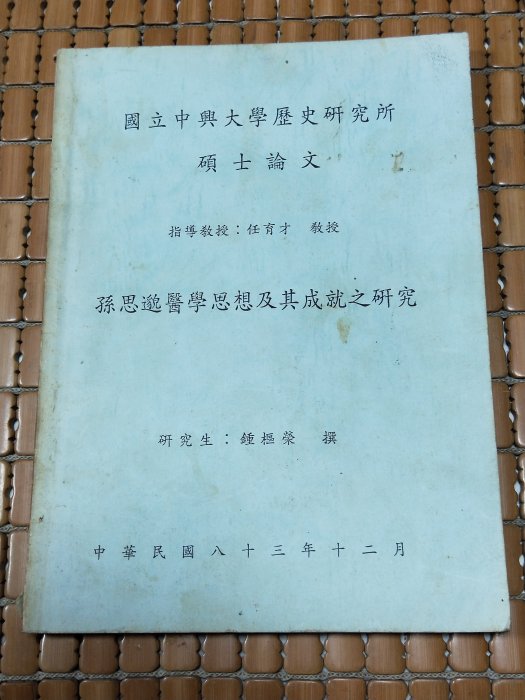 國立中興大學歷史研究所
碩士論文
指導教授：任育才 教授
孫思邈醫學思想及其成就之研究
研究生：鍾樞榮 撰
中華民國八十三年十二月